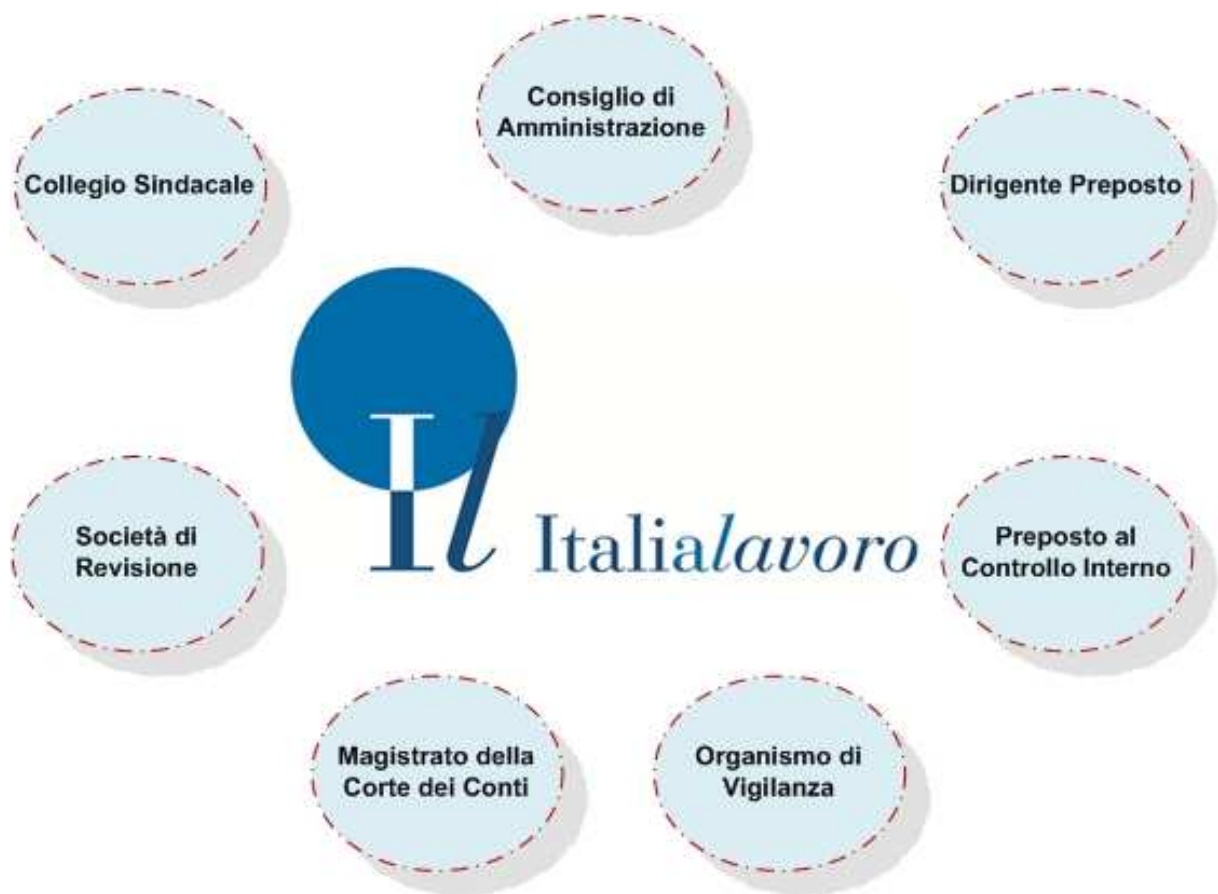 Consiglio di
Amministrazione
Collegio Sindacale
Dirigente Preposto
Il Italialavoro
Società di
Revisione
Preposto al
Controllo Interno
Magistrato della
Corte dei Conti
Organismo di
Vigilanza